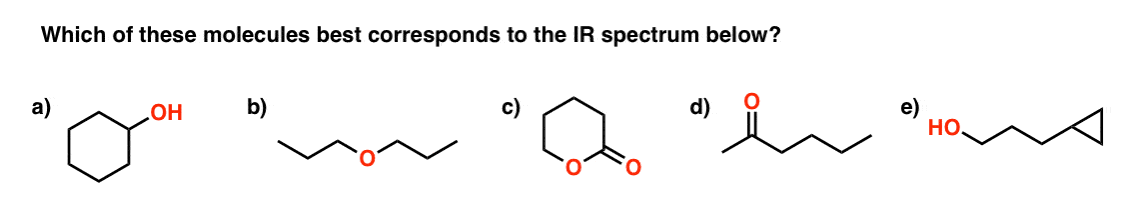 Which of these molecules best corresponds to the IR spectrum below?
a) OH b) O c) O O d) O e) HO